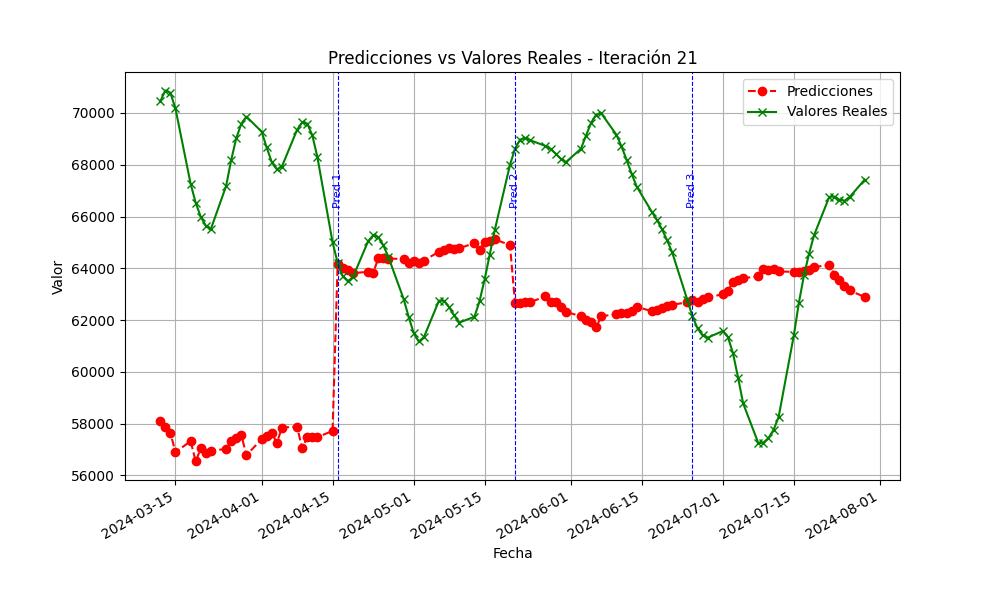 Predicciones vs Valores Reales - Iteración 21
Predicciones
Valores Reales
70000
68000
66000
64000
62000
60000
58000
56000
Valor
Pred 1
Pred 2
Pred 3
2024-03-15
2024-04-01
2024-04-15
2024-05-01
2024-05-15
2024-06-01
2024-06-15
2024-07-01
2024-07-15
2024-08-01
Fecha